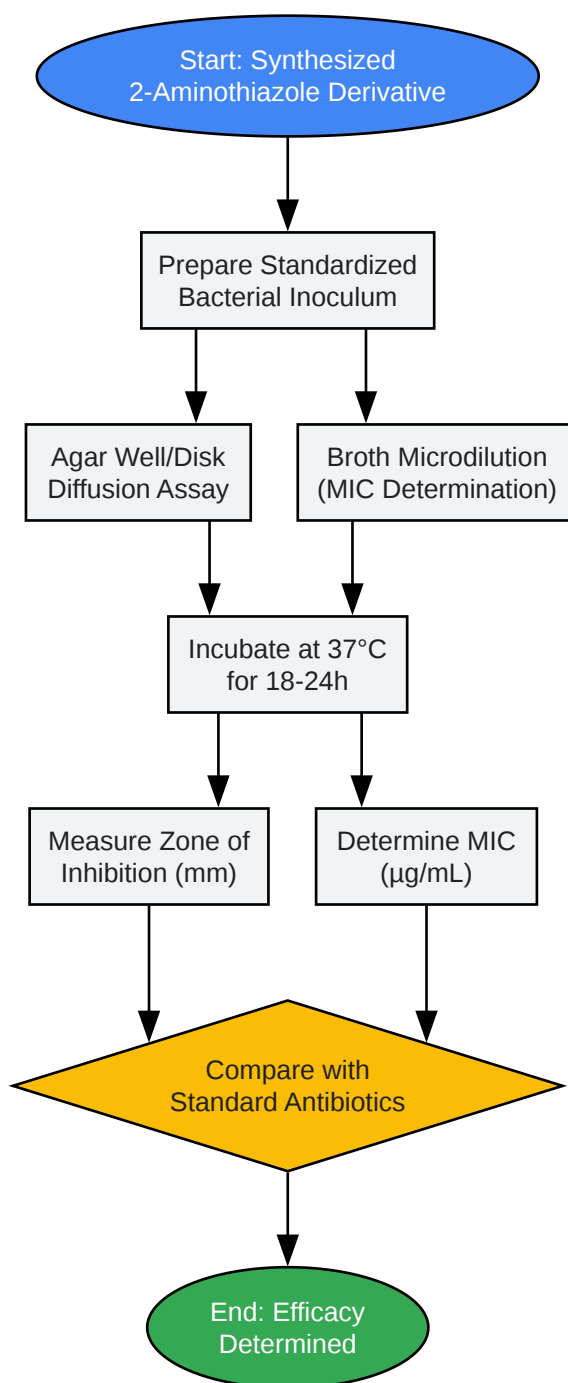 Start: Synthesized
2-Aminothiazole Derivative
Prepare Standardized
Bacterial Inoculum
Agar Well/Disk
Diffusion Assay
Broth Microdilution
(MIC Determination)
Incubate at 37°C
for 18-24h
Measure Zone of
Inhibition (mm)
Determine MIC
(µg/mL)
Compare with
Standard Antibiotics
End: Efficacy
Determined